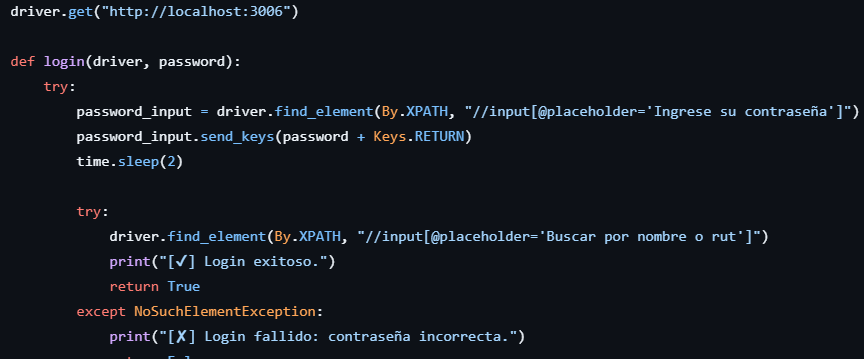 driver.get("http://localhost:3006")
def login(driver, password):
try:
password_input = driver.find_element(By.XPATH, "//input[@placeholder='Ingrese su contraseña']")
password_input.send_keys(password + Keys.RETURN)
time.sleep(2)
try:
driver.find_element(By.XPATH, "//input[@placeholder='Buscar por nombre o rut']")
print("[✔] Login exitoso.")
return True
except NoSuchElementException:
print("[✘] Login fallido: contraseña incorrecta.")